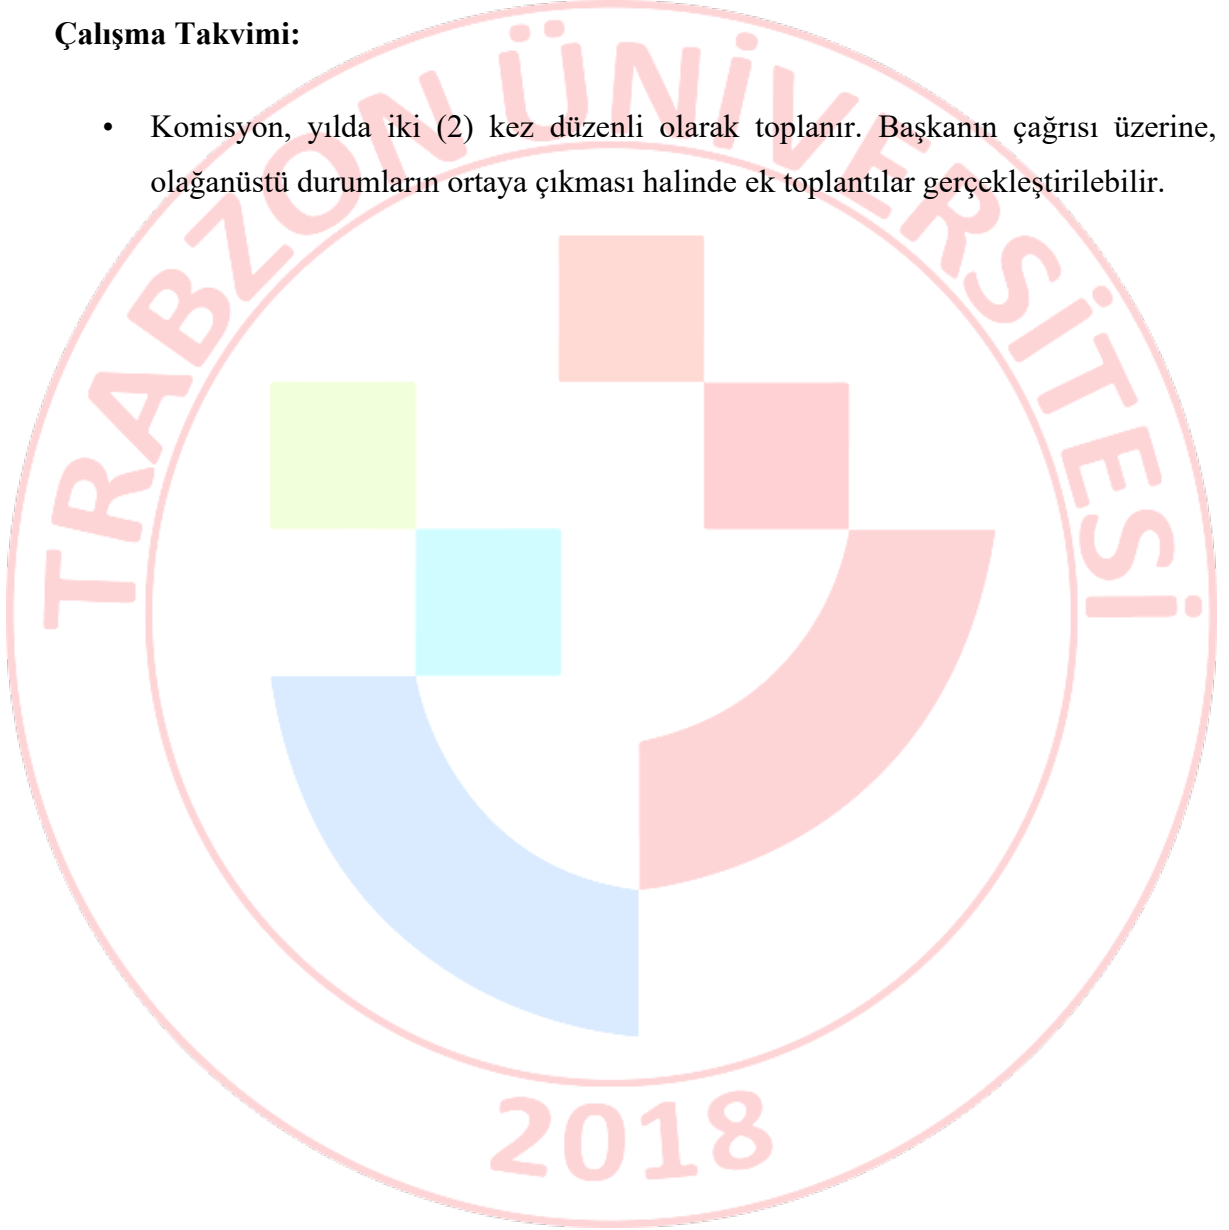 Çalışma Takvimi:
• Komisyon, yılda iki (2) kez düzenli olarak toplanır. Başkanın çağrısı üzerine,
olağanüstü durumların ortaya çıkması halinde ek toplantılar gerçekleştirilebilir.
TRABZON ÜNİVERSİTESİ
2018